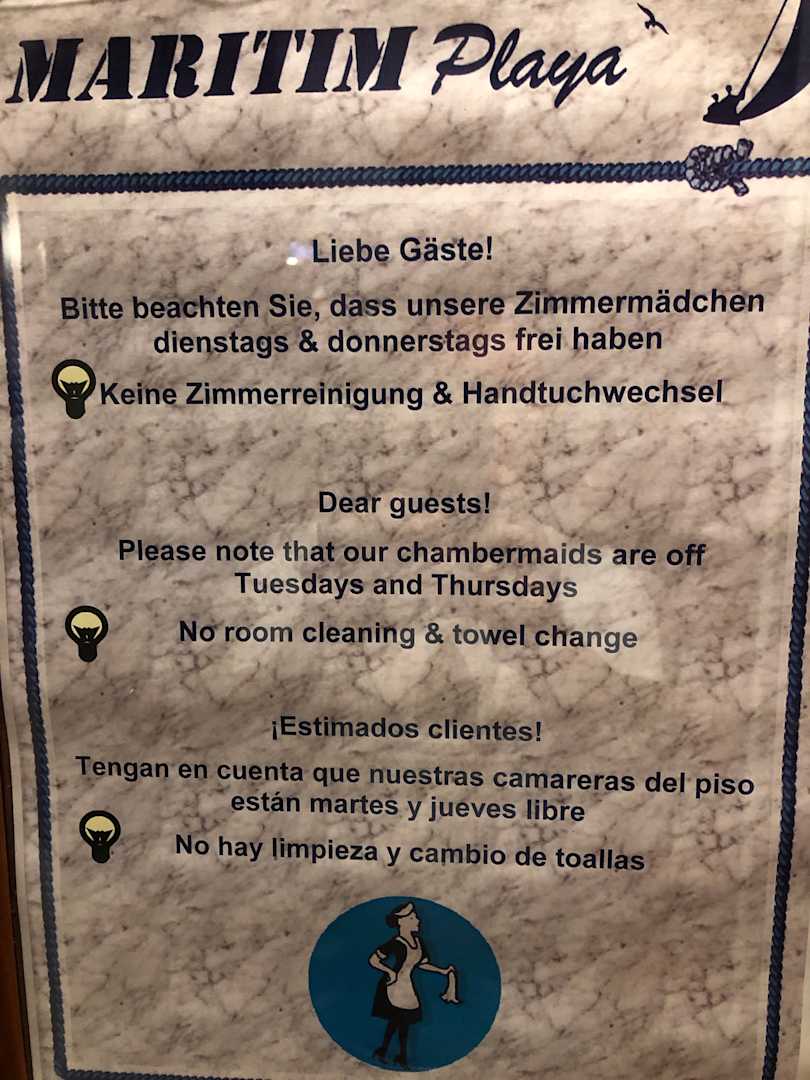 MARITIM Playa
Liebe Gäste!
Bitte beachten Sie, dass unsere Zimmermädchen
dienstags & donnerstags frei haben
Keine Zimmerreinigung & Handtuchwechsel
Dear guests!
Please note that our chambermaids are off
Tuesdays and Thursdays
No room cleaning & towel change
¡Estimados clientes!
Tengan en cuenta que nuestras camareras del piso
están martes y jueves libre
No hay limpieza y cambio de toallas